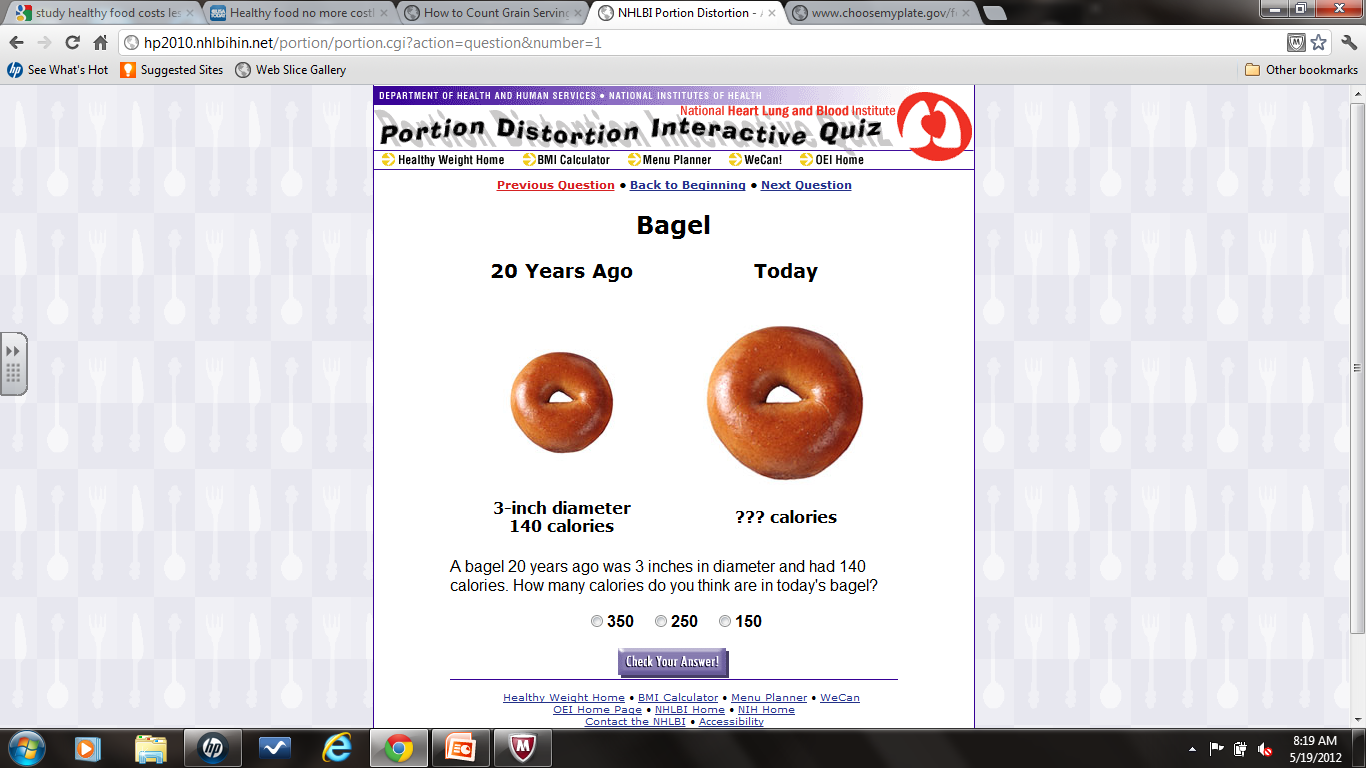 study healthy food costs les
Healthy food no more costl
How to Count Grain Serving
NHLBI Portion Distortion - A
www.choosemyplate.gov/fo
hp2010.nhlbihin.net/portion/portion.cgi?action=question&number=1
See What's Hot Suggested Sites Web Slice Gallery Other bookmarks
DEPARTMENT OF HEALTH AND HUMAN SERVICES ● NATIONAL INSTITUTES OF HEALTH
National Heart Lung and Blood Institute
Portion Distortion Interactive Quiz
Healthy Weight Home BMI Calculator Menu Planner WeCan! OEI Home
Previous Question ● Back to Beginning ● Next Question
Bagel
20 Years Ago Today
3-inch diameter
140 calories
??? calories
A bagel 20 years ago was 3 inches in diameter and had 140
calories. How many calories do you think are in today's bagel?
350 250 150
Check Your Answer!
Healthy Weight Home ● BMI Calculator ● Menu Planner ● WeCan
OEI Home Page ● NHLBI Home ● NIH Home
Contact the NHLBI ● Accessibility
8:19 AM
5/19/2012